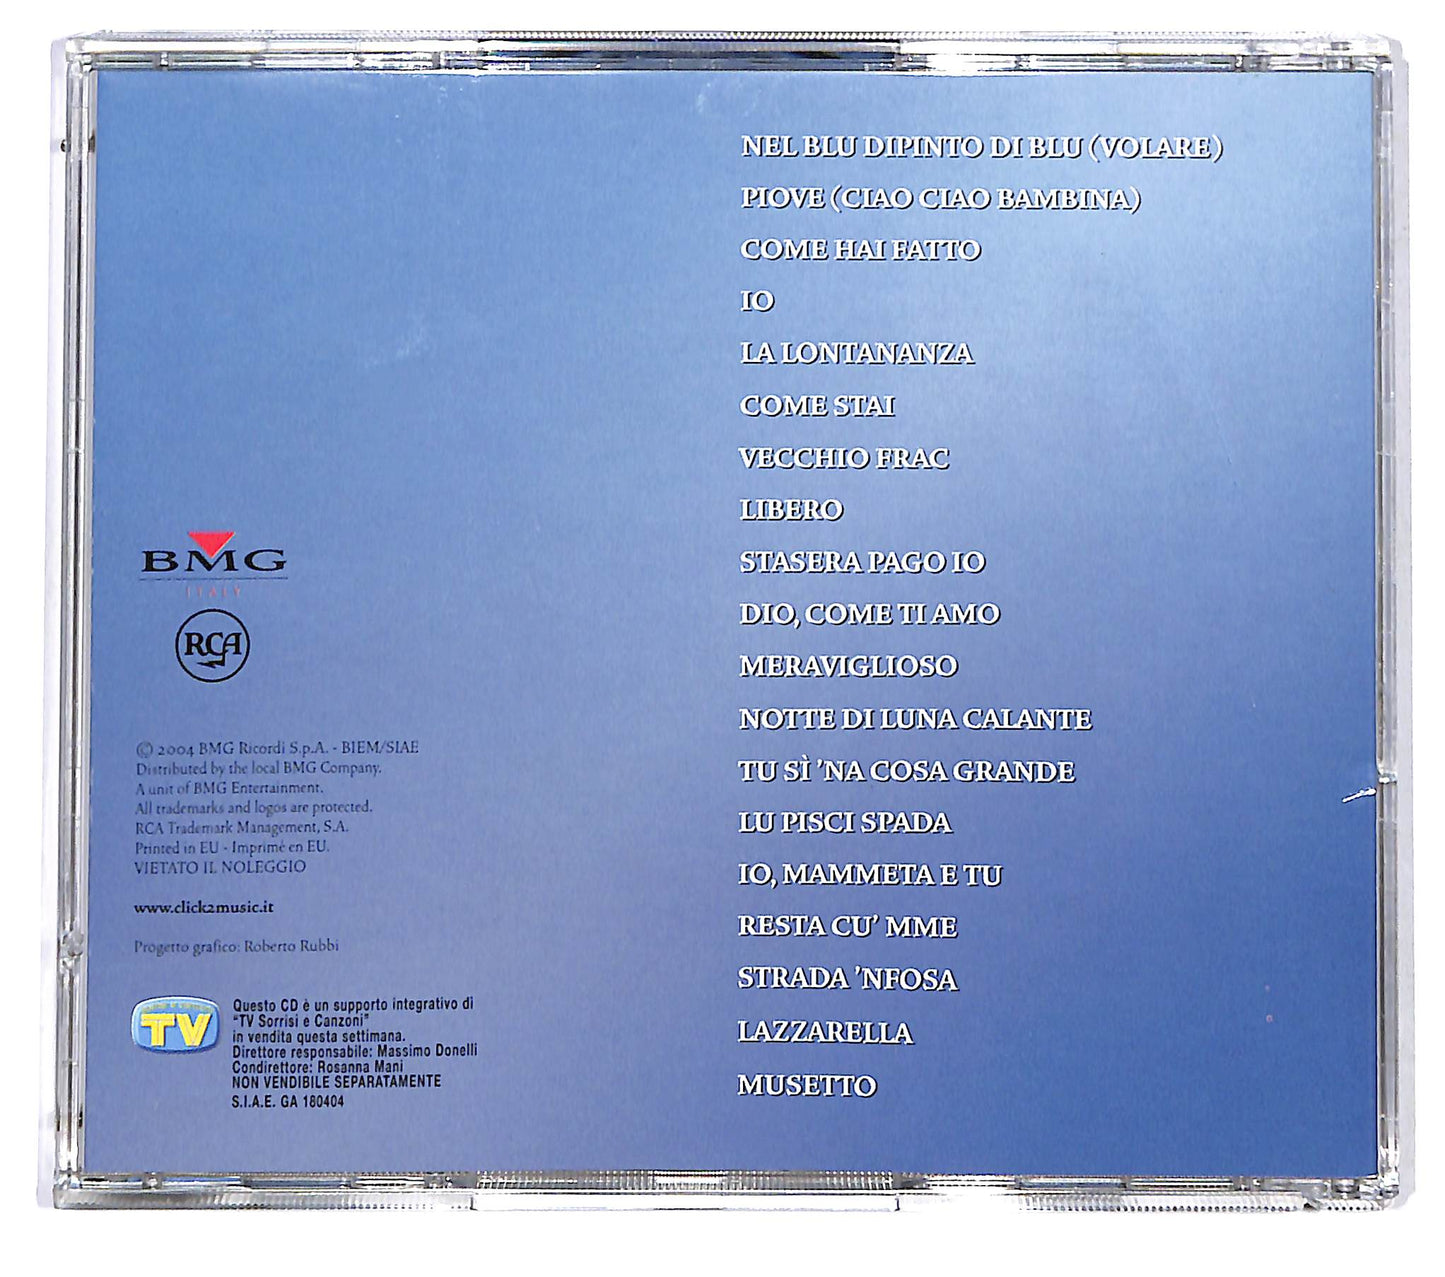 NEL BLU DIPINTO DI BLU (VOLARE)
PIOVE (CIAO CIAO BAMBINA)
COME HAI FATTO
IO
LA LONTANANZA
COME STAI
VECCHIO FRAC
LIBERO
STASERA PAGO IO
DIO, COME TI AMO
MERAVIGLIOSO
NOTTE DI LUNA CALANTE
TU SÌ 'NA COSA GRANDE
LU PISCI SPADA
IO, MAMMETA E TU
RESTA CU' MME
STRADA 'NFOSA
LAZZARELLA
MUSETTO
BMG
ITALY
RCA
© 2004 BMG Ricordi S.p.A. - BIEM/SIAE
Distributed by the local BMG Company.
A unit of BMG Entertainment.
All trademarks and logos are protected.
RCA Trademark Management, S.A.
Printed in EU - Imprimé en EU.
VIETATO IL NOLEGGIO
www.click2music.it
Progetto grafico: Roberto Rubbi
TV
Questo CD è un supporto integrativo di
"TV Sorrisi e Canzoni"
in vendita questa settimana.
Direttore responsabile: Massimo Donelli
Condirettore: Rosanna Mani
NON VENDIBILE SEPARATAMENTE
S.I.A.E. GA 180404